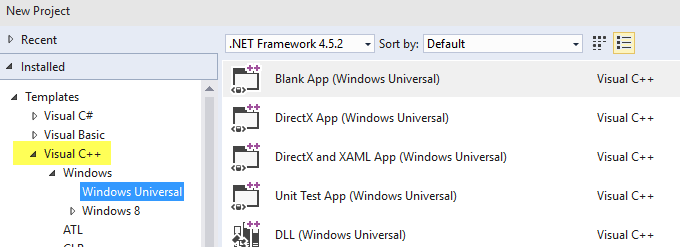 New Project
Recent
Installed
Templates
Visual C#
Visual Basic
Visual C++
Windows
Windows Universal
Windows 8
ATL
.NET Framework 4.5.2 Sort by: Default
Blank App (Windows Universal) Visual C++
DirectX App (Windows Universal) Visual C++
DirectX and XAML App (Windows Universal) Visual C++
Unit Test App (Windows Universal) Visual C++
DLL (Windows Universal) Visual C++